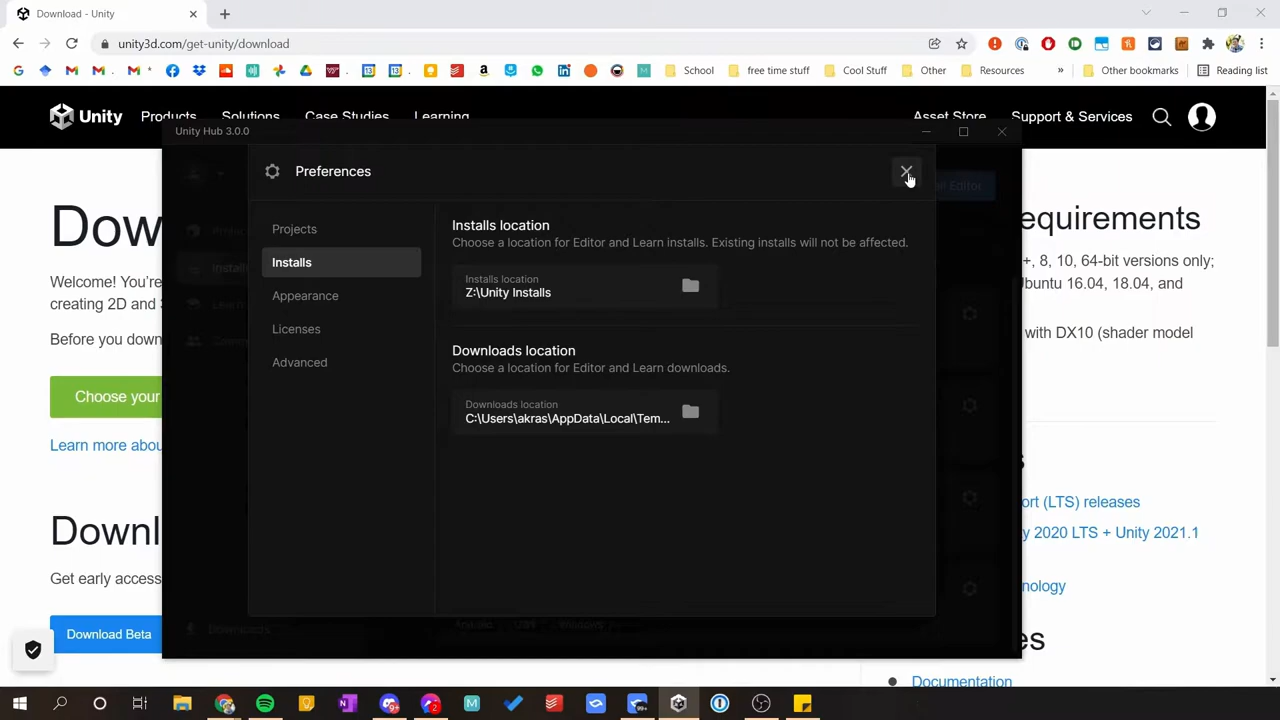 Download - Unity
unity3d.com/get-unity/download
School
free time stuff
Cool Stuff
Other
Resources
»
Other bookmarks
Reading list
Unity
Products
Solutions
Case Studies
Learning
Asset Store
Support & Services
Unity Hub 3.0.0
Preferences
Editor
Projects
Installs
Appearance
Licenses
Advanced
Installs location
Choose a location for Editor and Learn installs. Existing installs will not be affected.
Installs location
Z:\Unity Installs
Downloads location
Choose a location for Editor and Learn downloads.
Downloads location
C:\Users\akras\AppData\Local\Tem...
Downloads
Dow
Welcome! You're
creating 2D and 3
Before you down
Choose your
Learn more abou
Downl
Get early access
Download Beta
equirements
+, 8, 10, 64-bit versions only;
buntu 16.04, 18.04, and
with DX10 (shader model
s
ort (LTS) releases
y 2020 LTS + Unity 2021.1
nology
es
Documentation